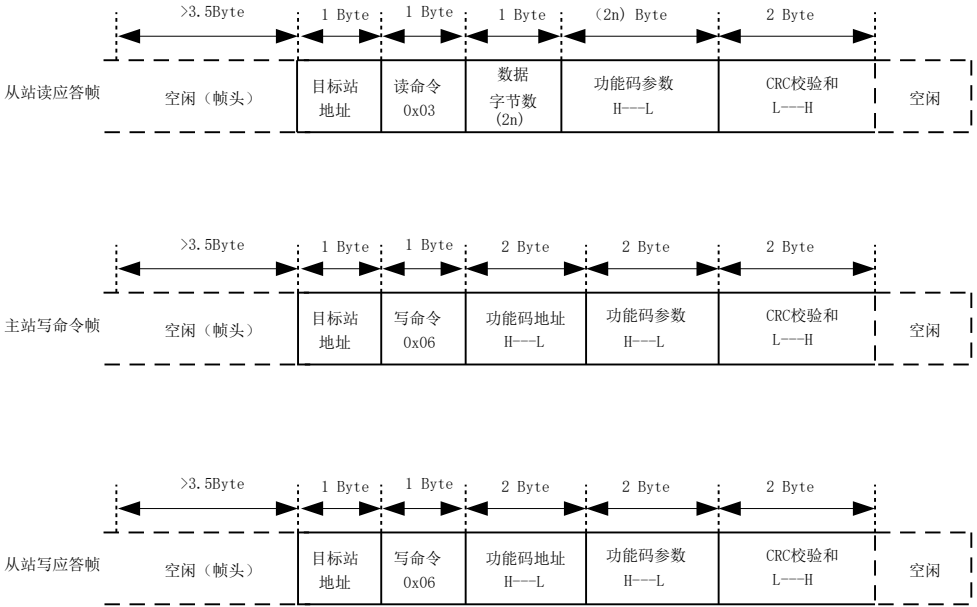 >3.5Byte 1 Byte 1 Byte 1 Byte （2n）Byte 2 Byte
从站读应答帧
空闲（帧头）
目标站
地址
读命令
0x03
数据
字节数
(2n)
功能码参数
H---L
CRC校验和
L---H
空闲
>3.5Byte 1 Byte 1 Byte 2 Byte 2 Byte 2 Byte
主站写命令帧
空闲（帧头）
目标站
地址
写命令
0x06
功能码地址
H---L
功能码参数
H---L
CRC校验和
L---H
空闲
>3.5Byte 1 Byte 1 Byte 2 Byte 2 Byte 2 Byte
从站写应答帧
空闲（帧头）
目标站
地址
写命令
0x06
功能码地址
H---L
功能码参数
H---L
CRC校验和
L---H
空闲